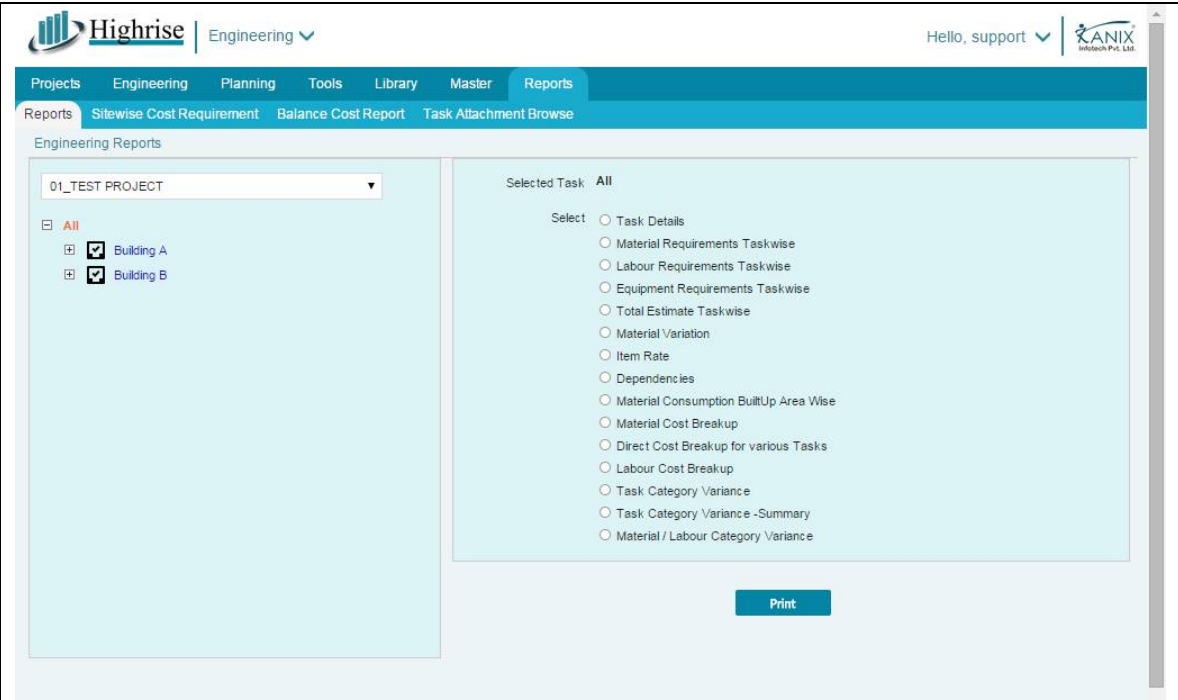 Highrise
Engineering
Hello, support
KANIX
Infotech Pvt. Ltd.
Projects Engineering Planning Tools Library Master Reports
Reports Sitewise Cost Requirement Balance Cost Report Task Attachment Browse
Engineering Reports
01_TEST PROJECT
All
Building A
Building B
Selected Task All
Select
Task Details
Material Requirements Taskwise
Labour Requirements Taskwise
Equipment Requirements Taskwise
Total Estimate Taskwise
Material Variation
Item Rate
Dependencies
Material Consumption BuiltUp Area Wise
Material Cost Breakup
Direct Cost Breakup for various Tasks
Labour Cost Breakup
Task Category Variance
Task Category Variance -Summary
Material / Labour Category Variance
Print